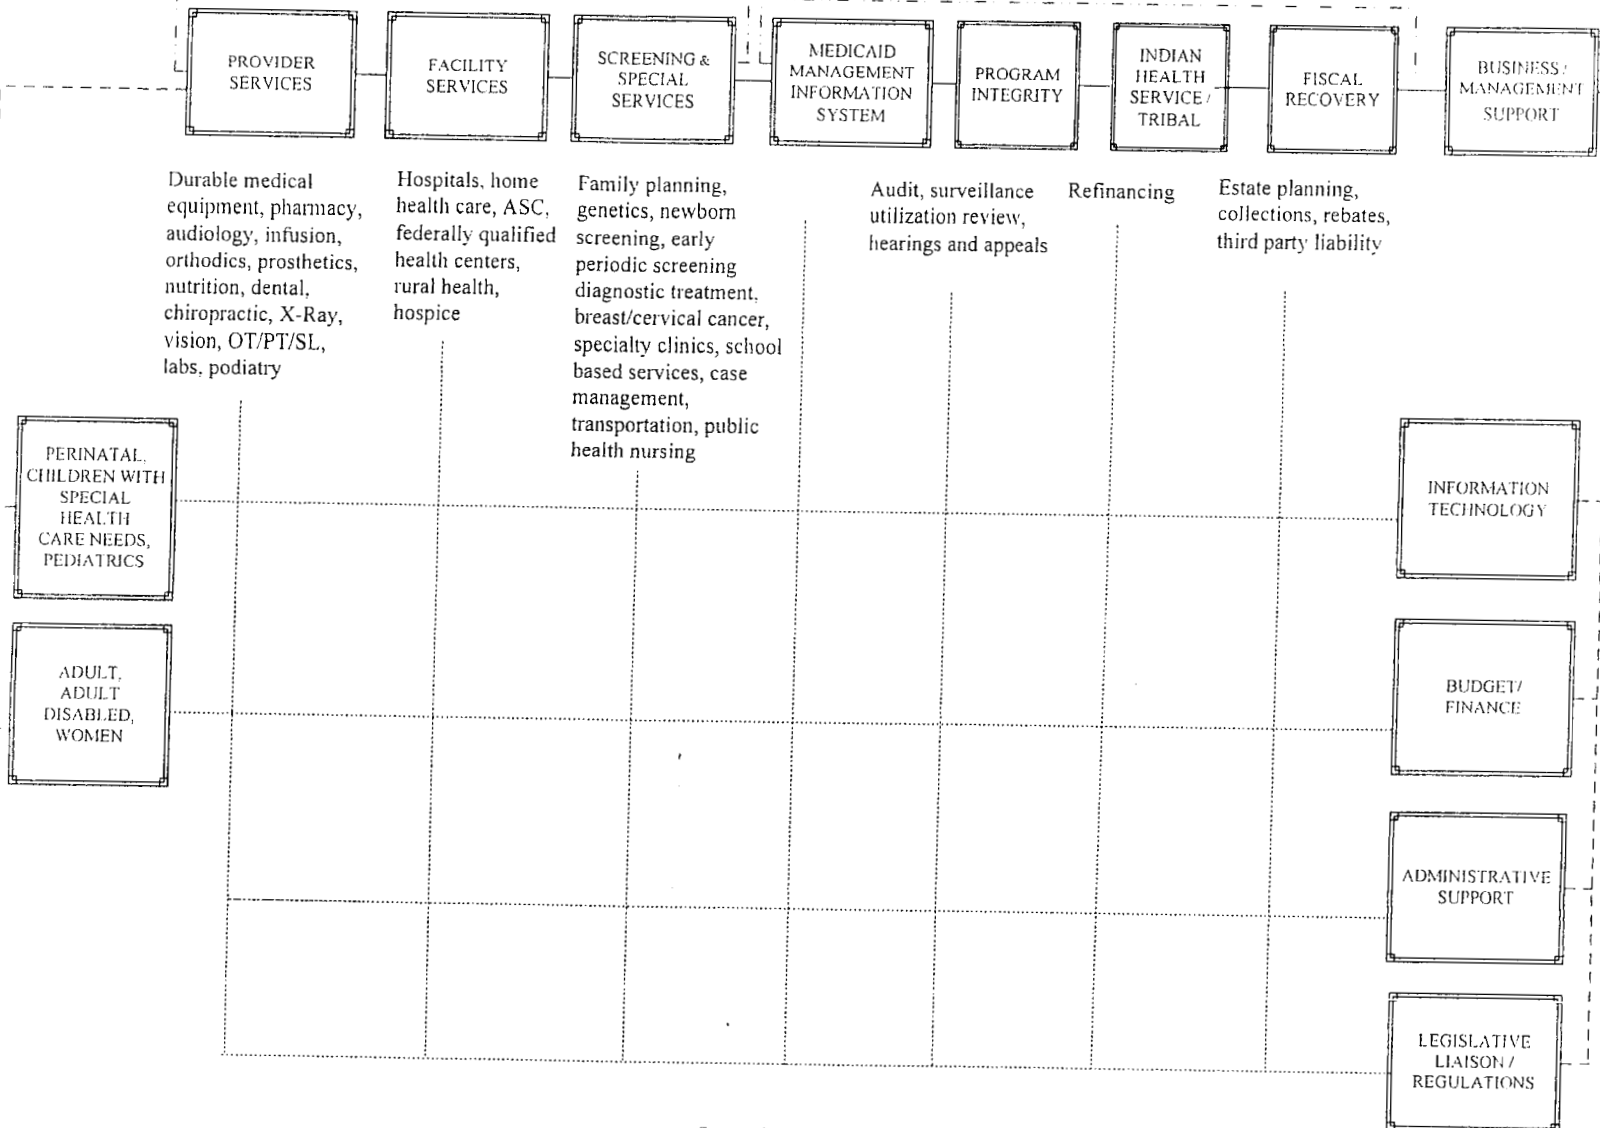 PROVIDER
SERVICES
FACILITY
SERVICES
SCREENING &
SPECIAL
SERVICES
MEDICAID
MANAGEMENT
INFORMATION
SYSTEM
PROGRAM
INTEGRITY
INDIAN
HEALTH
SERVICE /
TRIBAL
FISCAL
RECOVERY
BUSINESS /
MANAGEMENT
SUPPORT
Durable medical
equipment, pharmacy,
audiology, infusion,
orthodics, prosthetics,
nutrition, dental,
chiropractic, X-Ray,
vision, OT/PT/SL,
labs, podiatry
Hospitals, home
health care, ASC,
federally qualified
health centers,
rural health,
hospice
Family planning,
genetics, newborn
screening, early
periodic screening
diagnostic treatment,
breast/cervical cancer,
specialty clinics, school
based services, case
management,
transportation, public
health nursing
Audit, surveillance
utilization review,
hearings and appeals
Refinancing
Estate planning,
collections, rebates,
third party liability
PERINATAL,
CHILDREN WITH
SPECIAL
HEALTH
CARE NEEDS,
PEDIATRICS
INFORMATION
TECHNOLOGY
ADULT,
ADULT
DISABLED,
WOMEN
BUDGET/
FINANCE
ADMINISTRATIVE
SUPPORT
LEGISLATIVE
LIAISON /
REGULATIONS